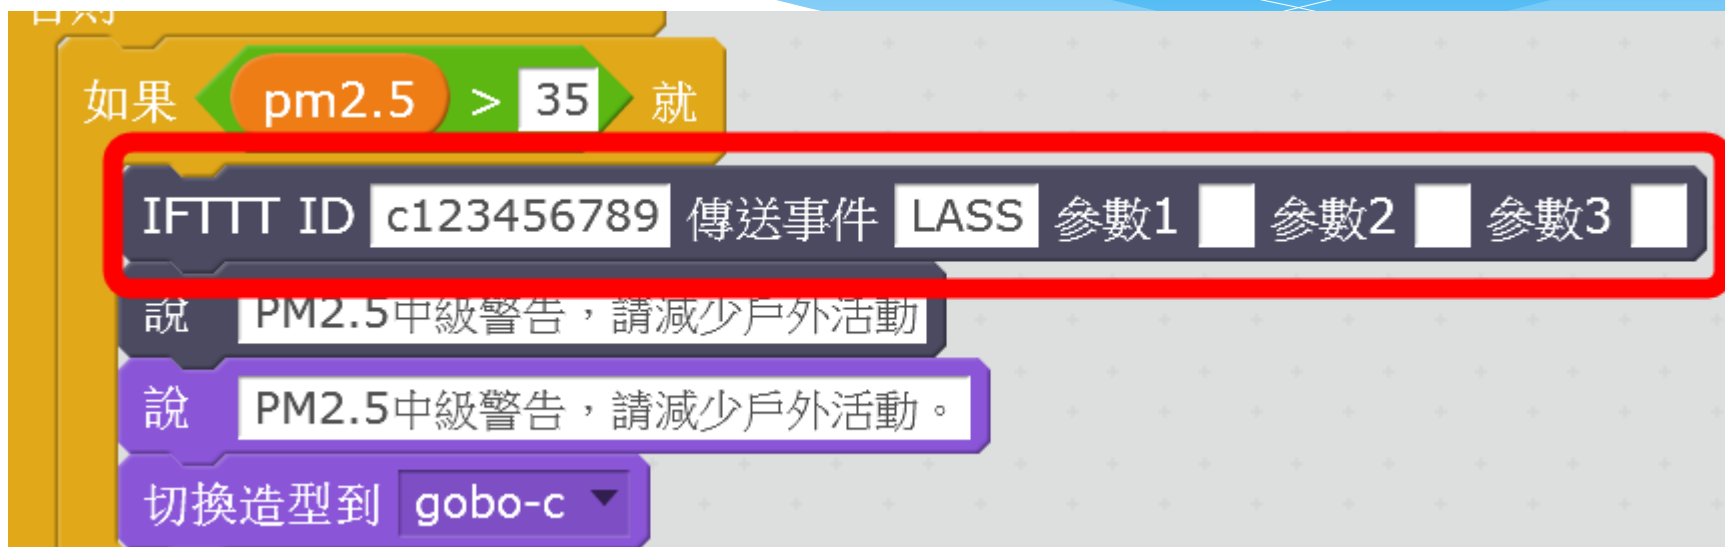 否則
如果 pm2.5 > 35 就
IFTTT ID c123456789 傳送事件 LASS 參數1 參數2 參數3
說 PM2.5中級警告，請減少戶外活動
說 PM2.5中級警告，請減少戶外活動。
切換造型到 gobo-c